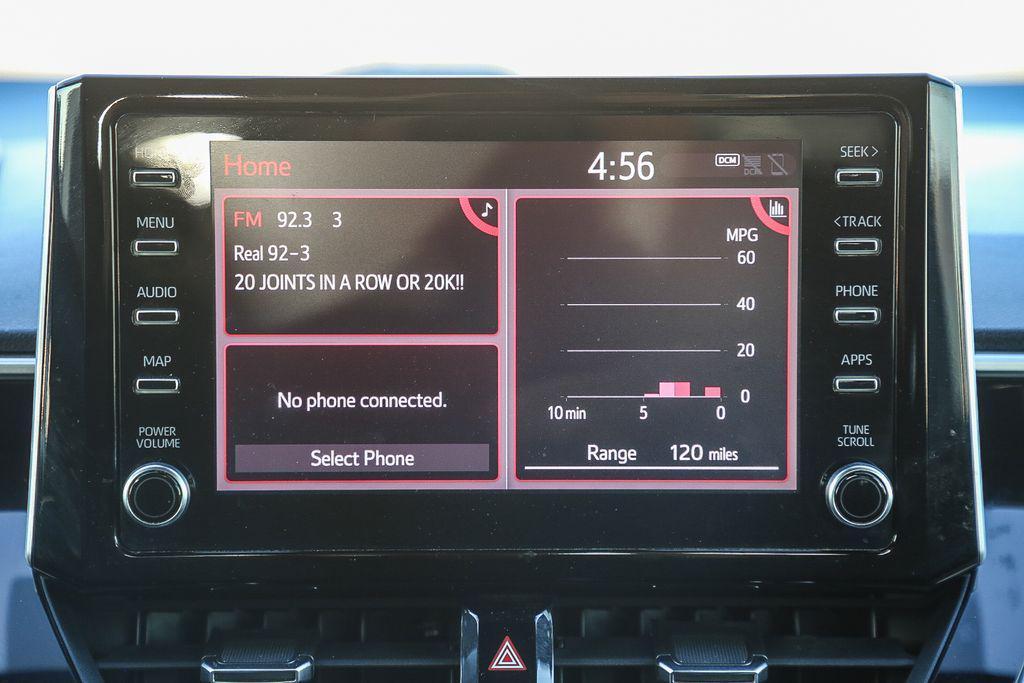 HOME
MENU
AUDIO
MAP
POWER
VOLUME
Home
4:56
DCM
DCM
FM 92.3 3
Real 92-3
20 JOINTS IN A ROW OR 20K!!
No phone connected.
Select Phone
MPG
60
40
20
0
10 min 5 0
Range 120 miles
SEEK >
< TRACK
PHONE
APPS
TUNE
SCROLL